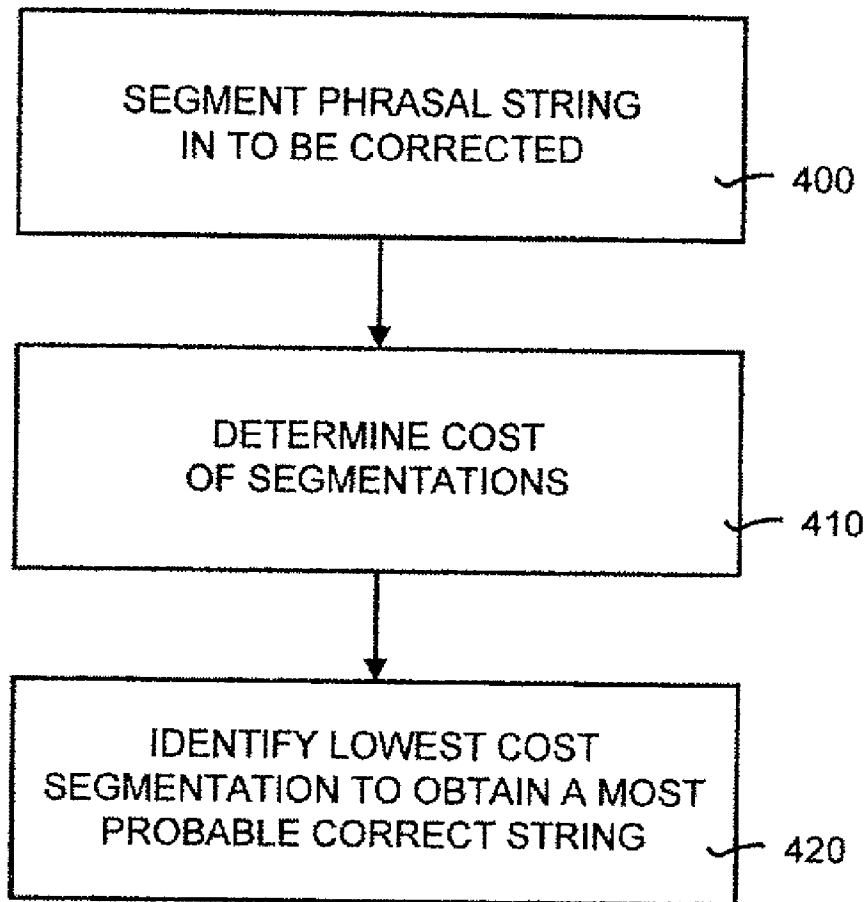 SEGMENT PHRASAL STRING
IN TO BE CORRECTED
400
DETERMINE COST
OF SEGMENTATIONS
410
IDENTIFY LOWEST COST
SEGMENTATION TO OBTAIN A MOST
PROBABLE CORRECT STRING
420